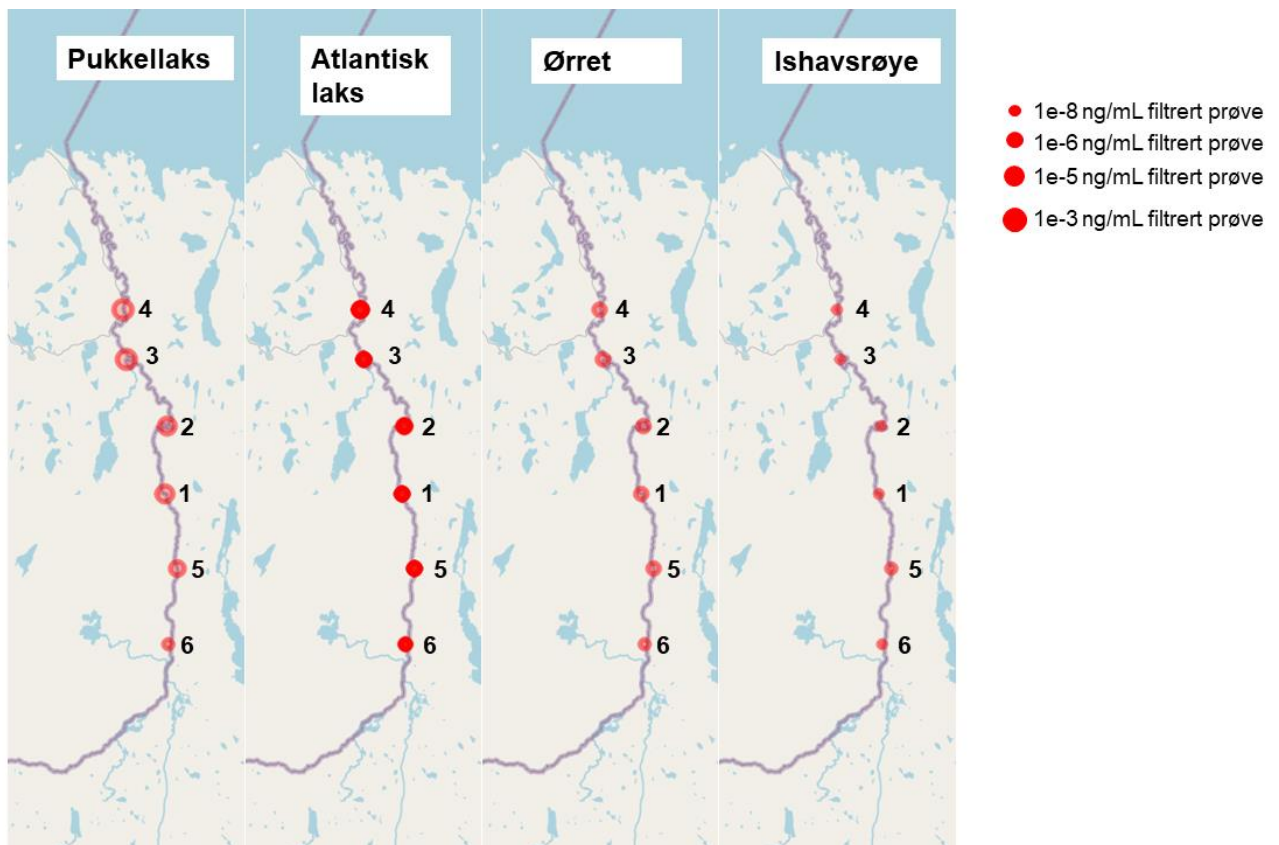 Pukkellaks
Atlantisk
laks
Ørret
Ishavsrøye
1e-8 ng/mL filtrert prøve
1e-6 ng/mL filtrert prøve
1e-5 ng/mL filtrert prøve
1e-3 ng/mL filtrert prøve
4
3
2
1
5
6
4
3
2
1
5
6
4
3
2
1
5
6
4
3
2
1
5
6